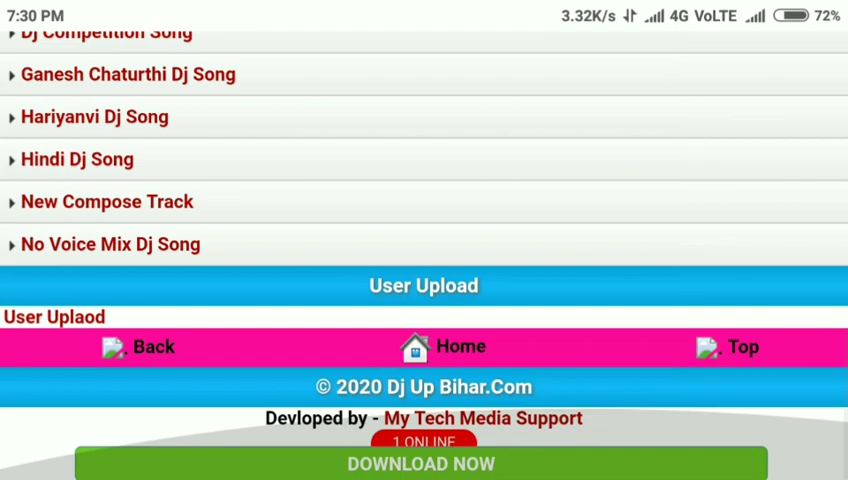 7:30 PM 3.32K/s 4G VoLTE 72%
Dj Competition Song
Ganesh Chaturthi Dj Song
Hariyanvi Dj Song
Hindi Dj Song
New Compose Track
No Voice Mix Dj Song
User Upload
User Uplaod
. Back Home . Top
© 2020 Dj Up Bihar.Com
Devloped by - My Tech Media Support
1 ONLINE
DOWNLOAD NOW